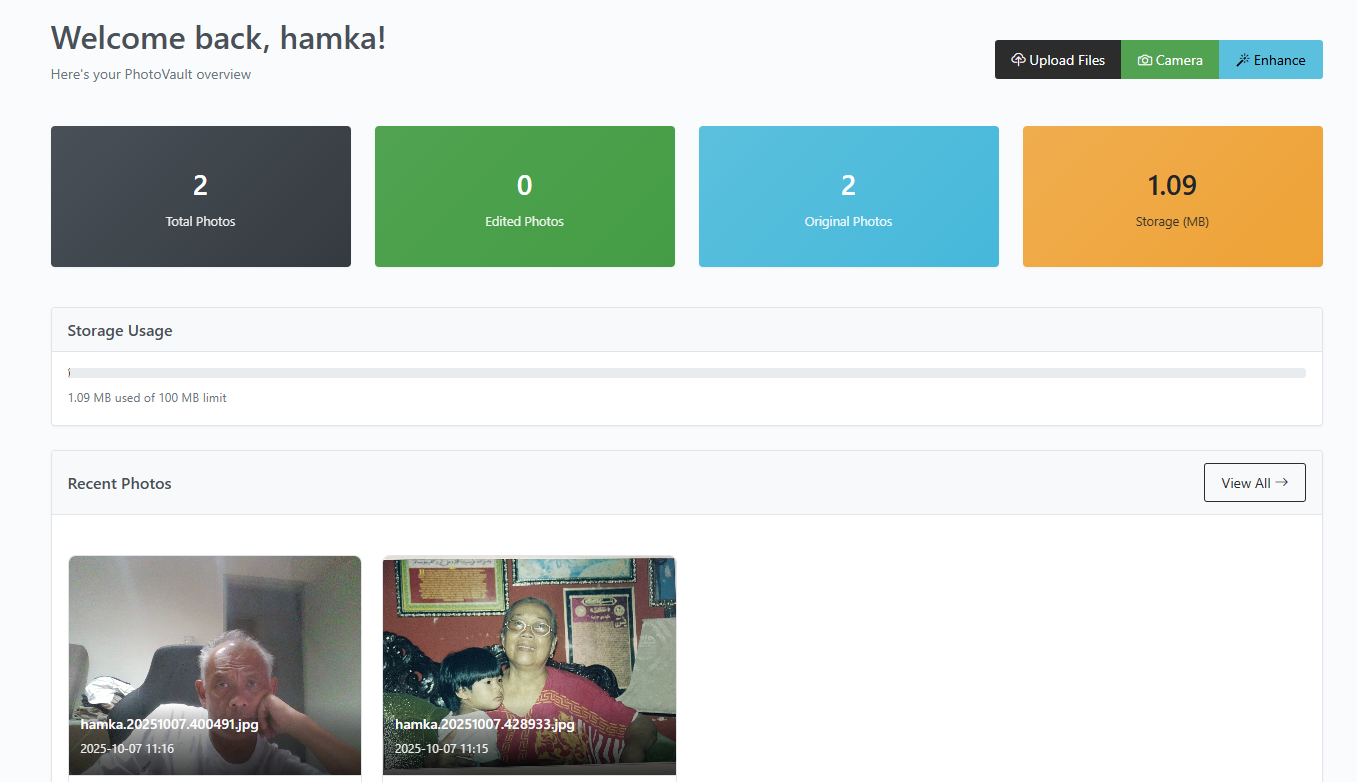 Welcome back, hamka!
Here's your PhotoVault overview
Upload Files
Camera
Enhance
2
Total Photos
0
Edited Photos
2
Original Photos
1.09
Storage (MB)
Storage Usage
1.09 MB used of 100 MB limit
Recent Photos
View All →
hamka.20251007.400491.jpg
2025-10-07 11:16
hamka.20251007.428933.jpg
2025-10-07 11:15